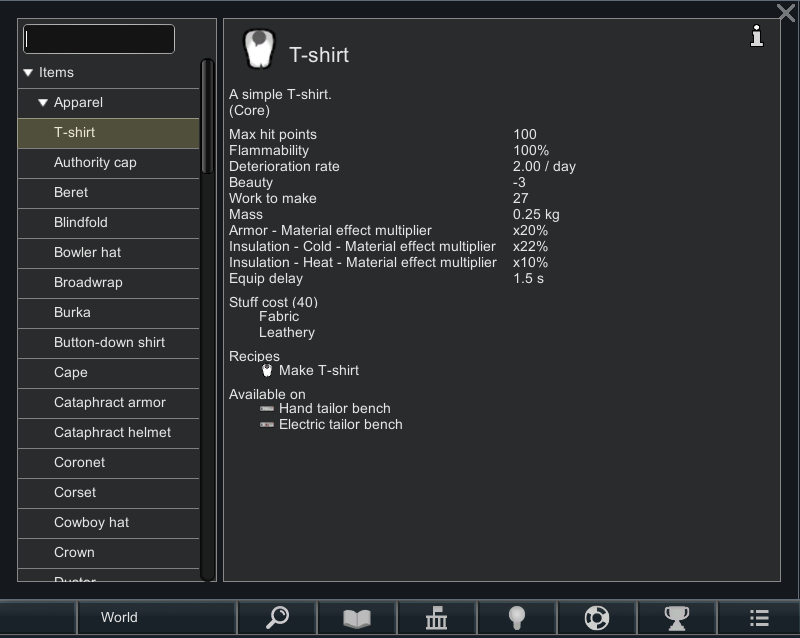 Items
Apparel
T-shirt
Authority cap
Beret
Blindfold
Bowler hat
Broadwrap
Burka
Button-down shirt
Cape
Cataphract armor
Cataphract helmet
Coronet
Corset
Cowboy hat
Crown
Duster
T-shirt
A simple T-shirt.
(Core)
Max hit points 100
Flammability 100%
Deterioration rate 2.00 / day
Beauty -3
Work to make 27
Mass 0.25 kg
Armor - Material effect multiplier x20%
Insulation - Cold - Material effect multiplier x22%
Insulation - Heat - Material effect multiplier x10%
Equip delay 1.5 s
Stuff cost (40)
Fabric
Leathery
Recipes
Make T-shirt
Available on
Hand tailor bench
Electric tailor bench
World